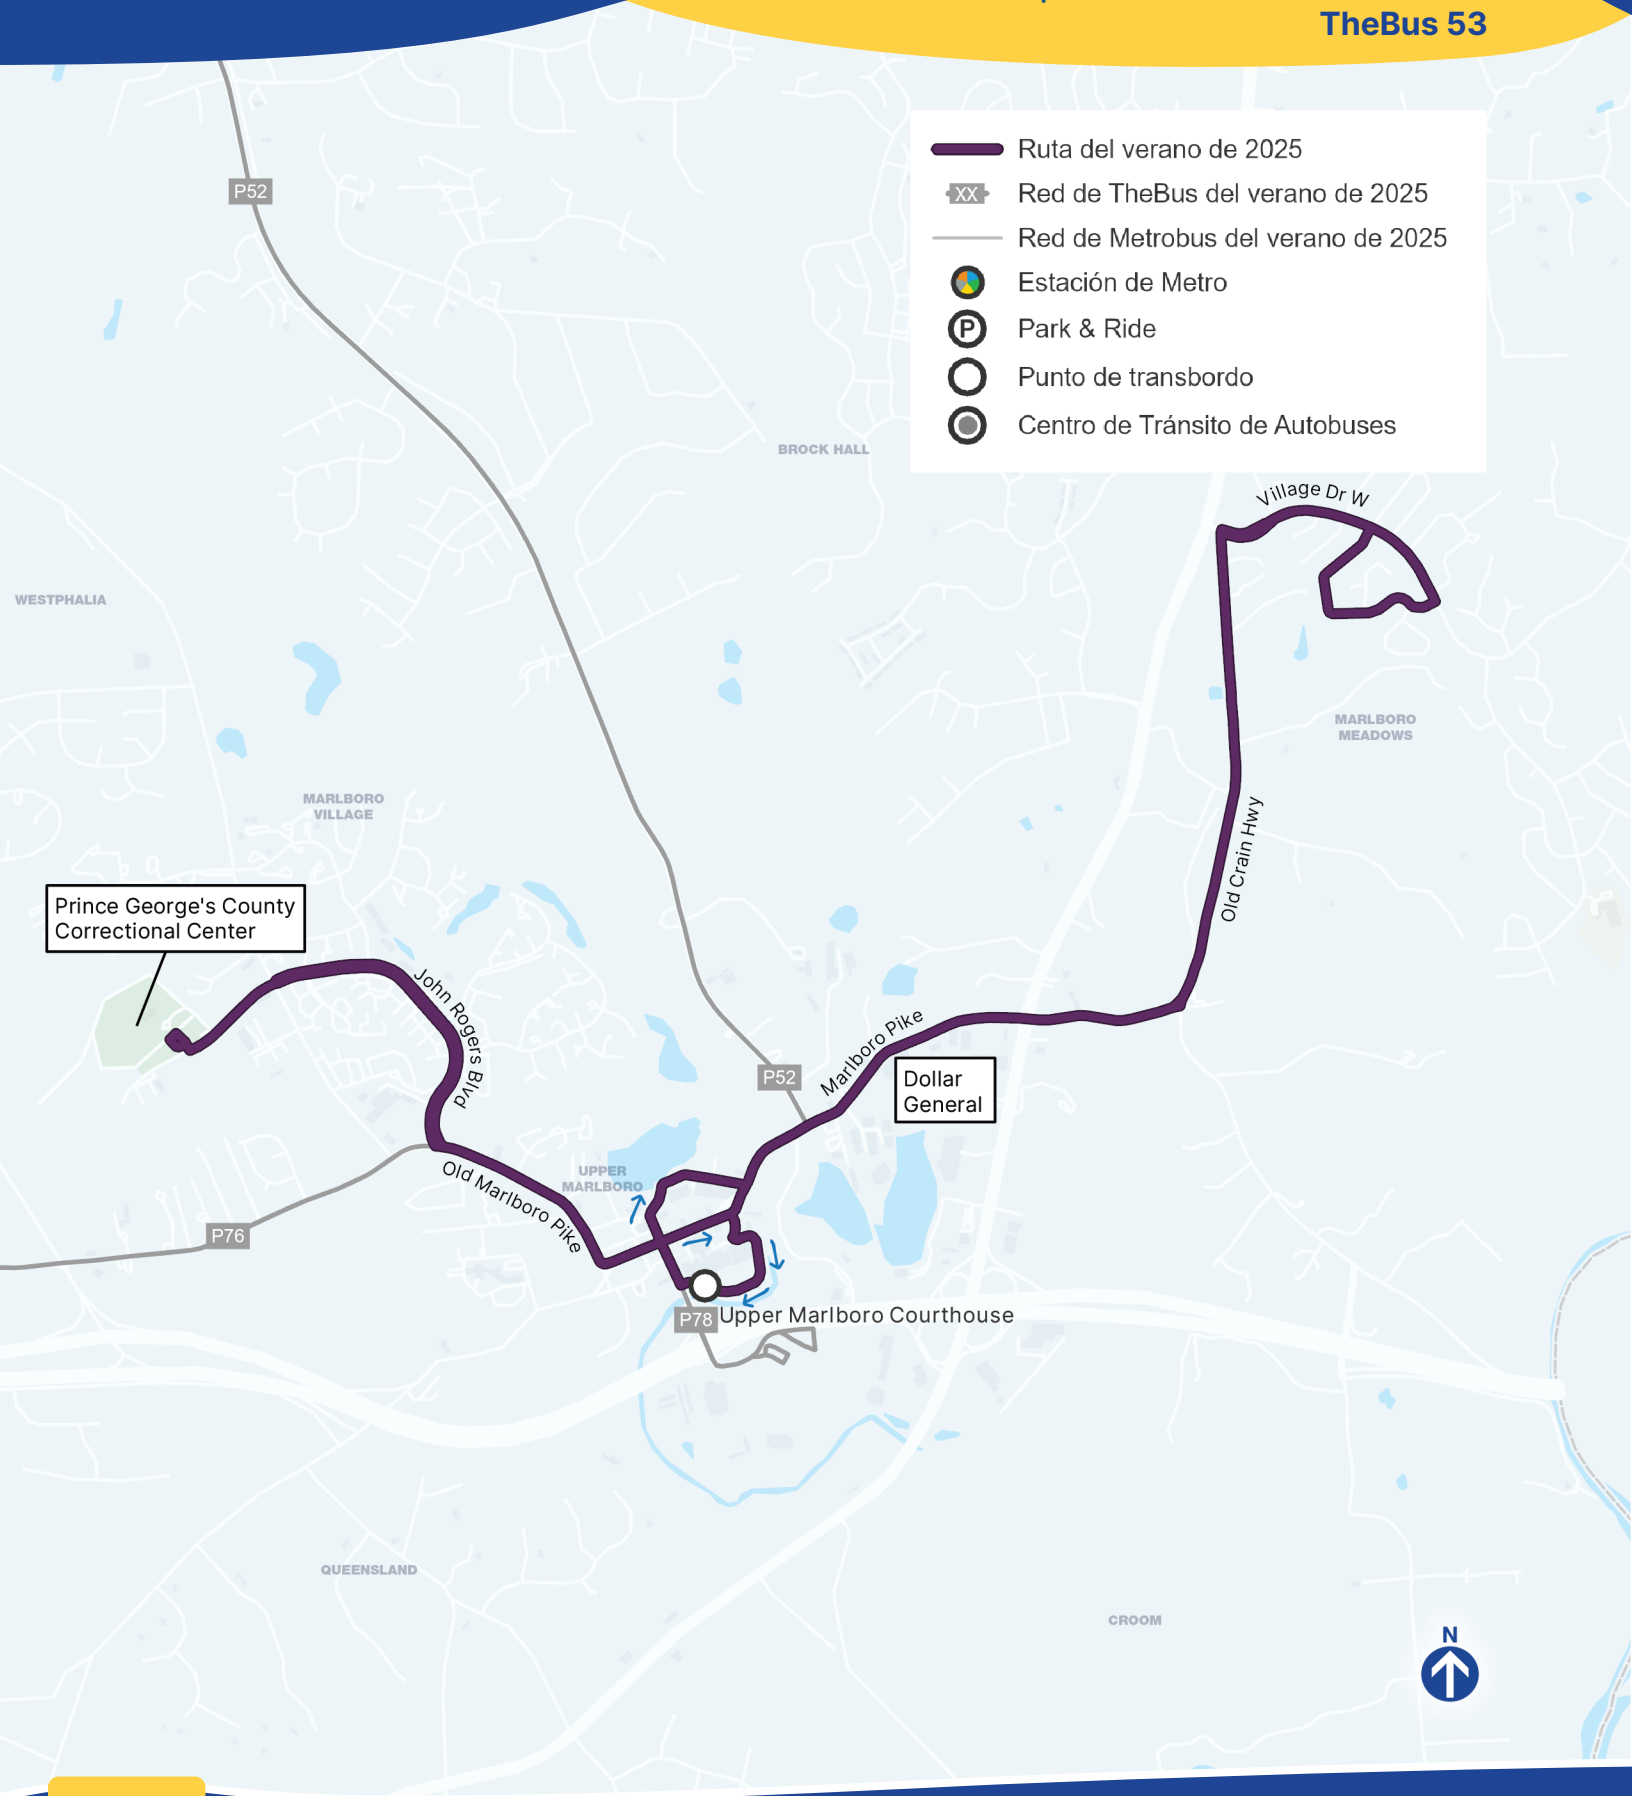 TheBus 53
Ruta del verano de 2025
XX
Red de TheBus del verano de 2025
Red de Metrobus del verano de 2025
Estación de Metro
P
Park & Ride
Punto de transbordo
Centro de Tránsito de Autobuses
P52
BROCK HALL
Village Dr W
WESTPHALIA
MARLBORO
MEADOWS
MARLBORO
VILLAGE
Old Crain Hwy
Prince George's County
Correctional Center
John Rogers Blvd
Marlboro Pike
P52
Dollar
General
Old Marlboro Pike
UPPER
MARLBORO
P76
P78
Upper Marlboro Courthouse
QUEENSLAND
CROOM
N